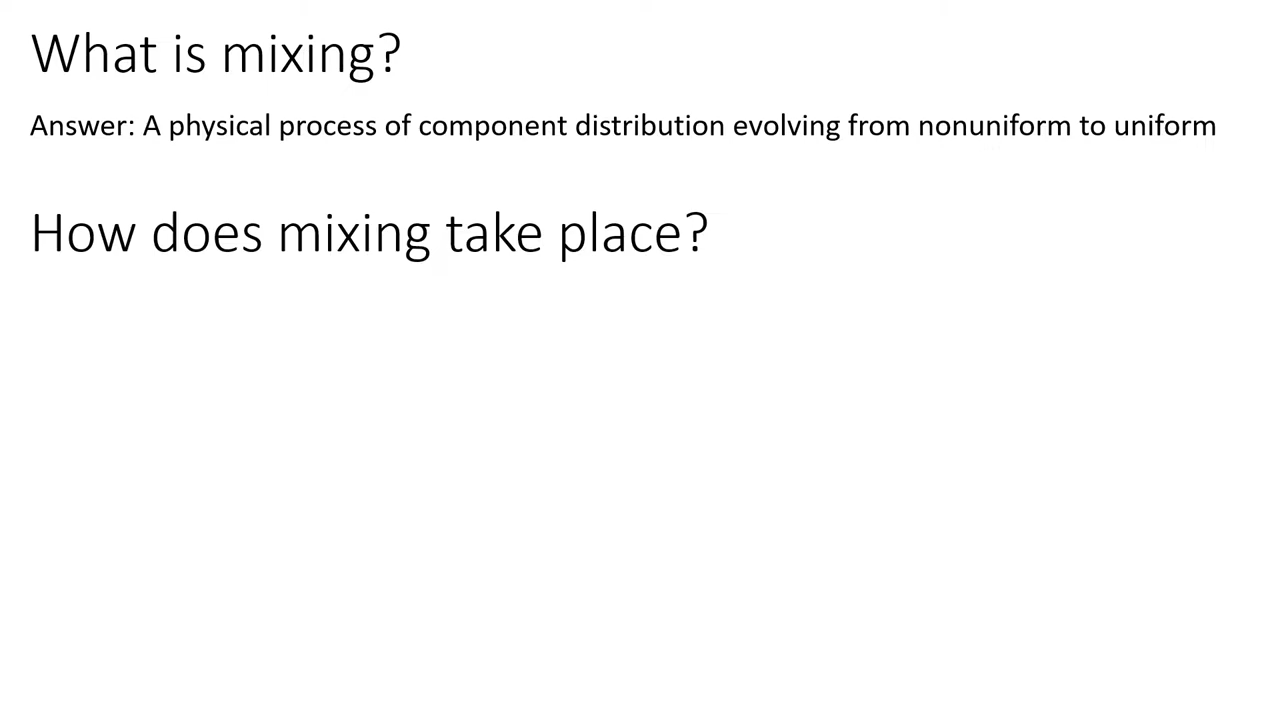 What is mixing?
Answer: A physical process of component distribution evolving from nonuniform to uniform
How does mixing take place?